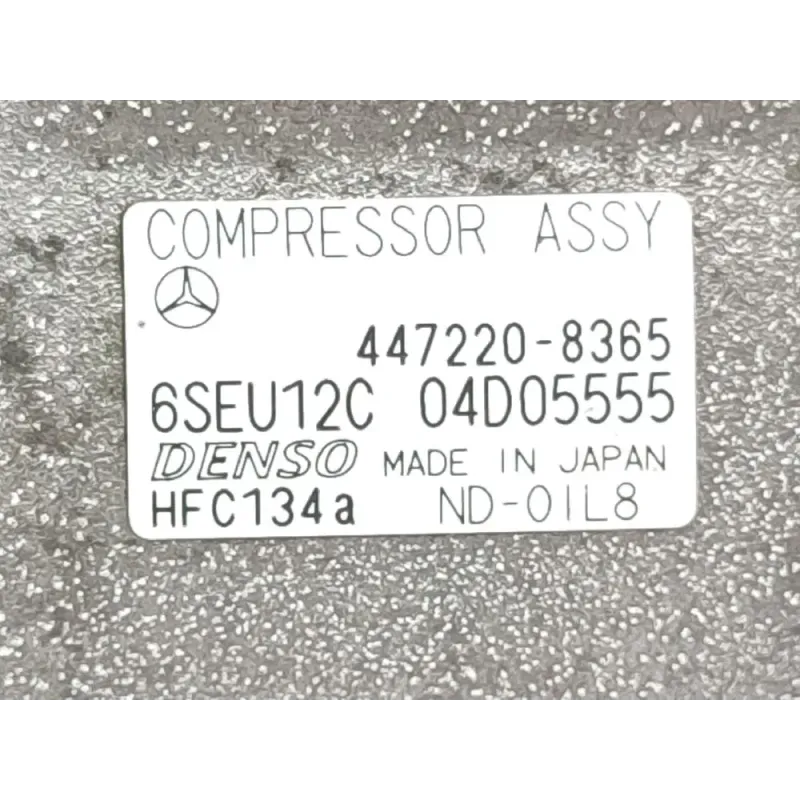 COMPRESSOR ASSY
447220-8365
6SEU12C 04D05555
DENSO MADE IN JAPAN
HFC134a ND-OIL8